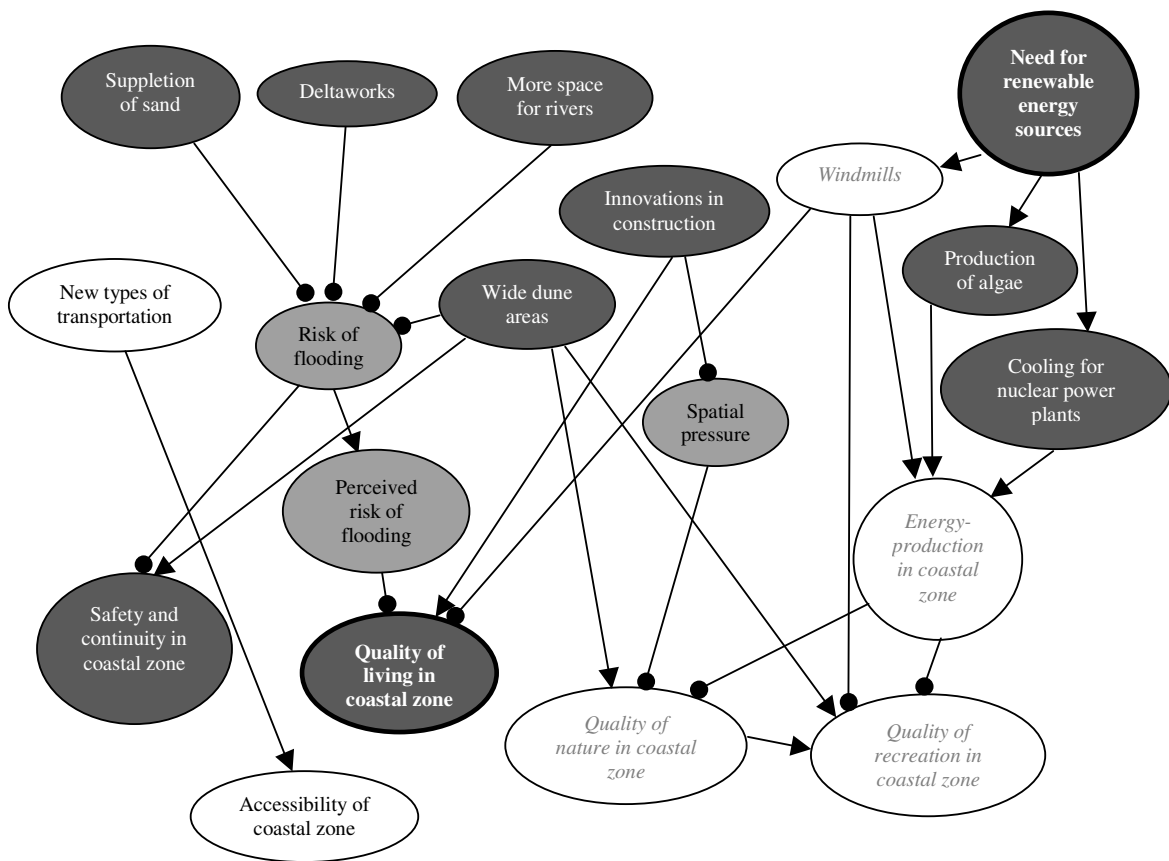 Suppletion
of sand
Deltaworks
More space
for rivers
Need for
renewable
energy
sources
Windmills
Innovations in
construction
Production
of algae
New types of
transportation
Wide dune
areas
Risk of
flooding
Cooling for
nuclear power
plants
Spatial
pressure
Perceived
risk of
flooding
Energy-
production
in coastal
zone
Safety and
continuity in
coastal zone
Quality of
living in
coastal zone
Quality of
nature in coastal
zone
Quality of
recreation in
coastal zone
Accessibility of
coastal zone